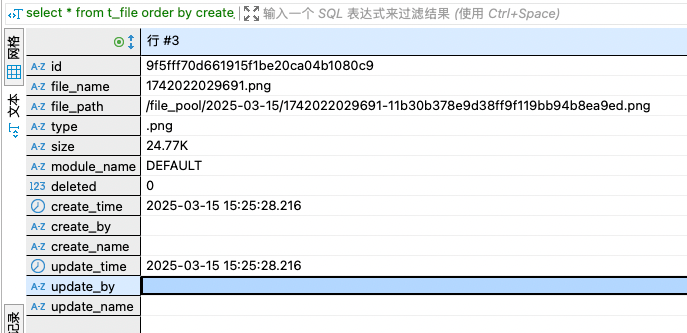 select * from t_file order by create_ 输入一个 SQL 表达式来过滤结果 (使用 Ctrl+Space)
网格
文本
记录
行 #3
A-Z id 9f5fff70d661915f1be20ca04b1080c9
A-Z file_name 1742022029691.png
A-Z file_path /file_pool/2025-03-15/1742022029691-11b30b378e9d38ff9f119bb94b8ea9ed.png
A-Z type .png
A-Z size 24.77K
A-Z module_name DEFAULT
123 deleted 0
create_time 2025-03-15 15:25:28.216
A-Z create_by
A-Z create_name
update_time 2025-03-15 15:25:28.216
A-Z update_by
A-Z update_name